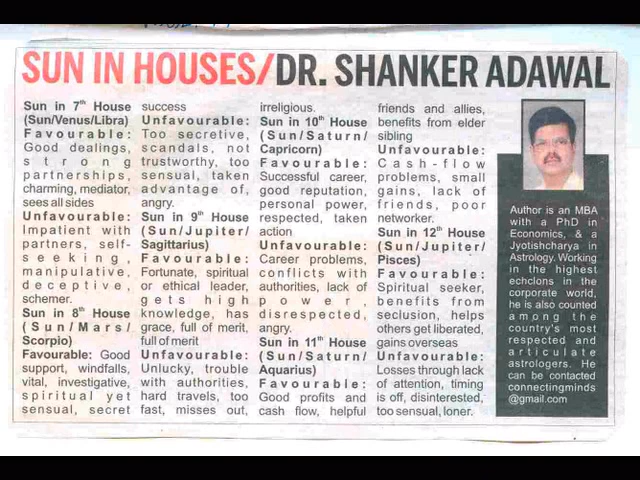 SUN IN HOUSES/DR. SHANKER ADAWAL
Sun in 7th House
(Sun/Venus/Libra)
Favourable:
Good dealings,
strong
partnerships,
charming, mediator,
sees all sides
Unfavourable:
Impatient with
partners, self-
seeking,
manipulative,
deceptive,
schemer.
Sun in 8th House
(Sun/Mars/
Scorpio)
Favourable: Good
support, windfalls,
vital, investigative,
spiritual yet
sensual, secret
success
Unfavourable:
Too secretive,
scandals, not
trustworthy, too
sensual, taken
advantage of,
angry.
Sun in 9th House
(Sun/Jupiter/
Sagittarius)
Favourable:
Fortunate, spiritual
or ethical leader,
gets high
knowledge, has
grace, full of merit,
full of merit
Unfavourable:
Unlucky, trouble
with authorities,
hard travels, too
fast, misses out,
irreligious.
Sun in 10th House
(Sun/Saturn/
Capricorn)
Favourable:
Successful career,
good reputation,
personal power,
respected, taken
action
Unfavourable:
Career problems,
conflicts with
authorities, lack of
power,
disrespected,
angry.
Sun in 11th House
(Sun/Saturn/
Aquarius)
Favourable:
Good profits and
cash flow, helpful
friends and allies,
benefits from elder
sibling
Unfavourable:
Cash-flow
problems, small
gains, lack of
friends, poor
networker.
Sun in 12th House
(Sun/Jupiter/
Pisces)
Favourable:
Spiritual seeker,
benefits from
seclusion, helps
others get liberated,
gains overseas
Unfavourable:
Losses through lack
of attention, timing
is off, disinterested,
too sensual, loner.
Author is an MBA
with a PhD in
Economics, & a
Jyotishcharya in
Astrology. Working
in the highest
echclons in the
corporate world,
he is also counted
among the
country's most
respected and
articulate
astrologers. He
can be contacted
connectingminds
@gmail.com